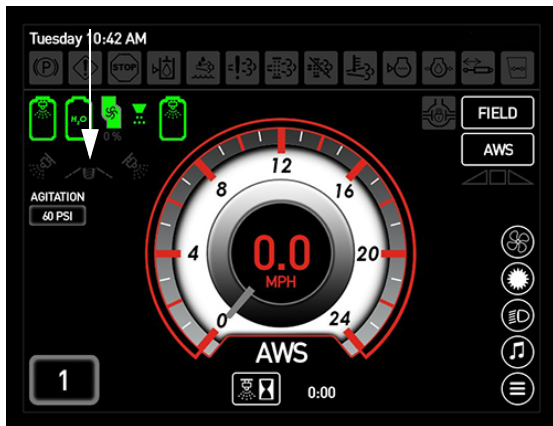 Tuesday 10:42 AM
(P) STOP
H₂O
0 %
FIELD
AWS
AGITATION
60 PSI
0 4 8 12 16 20 24
0.0
MPH
AWS
1
0:00